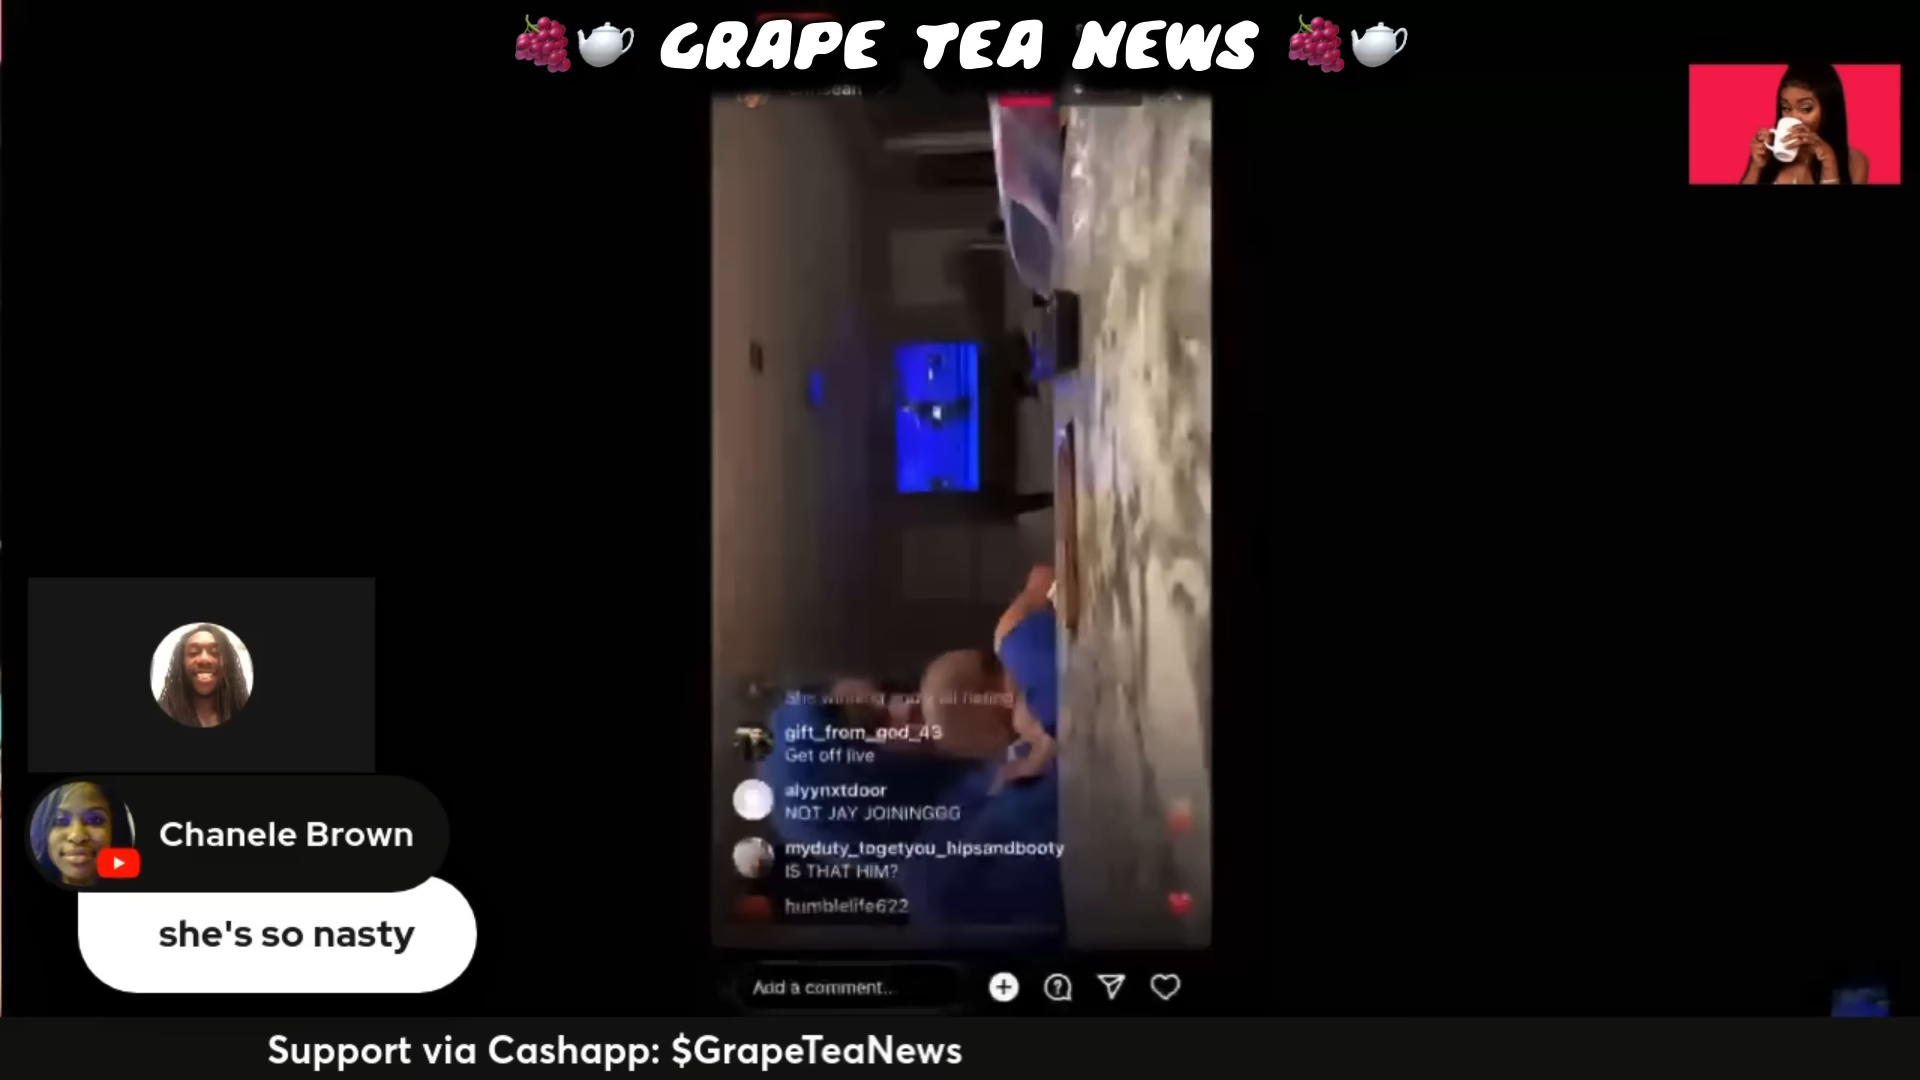 GRAPE TEA NEWS
gift_from_god_43
Get off live
alyynxtdoor
NOT JAY JOININGGG
myduty_togetyou_hipsandbooty
IS THAT HIM?
humblelife622
Add a comment...
Chanele Brown
she's so nasty
Support via Cashapp: $GrapeTeaNews